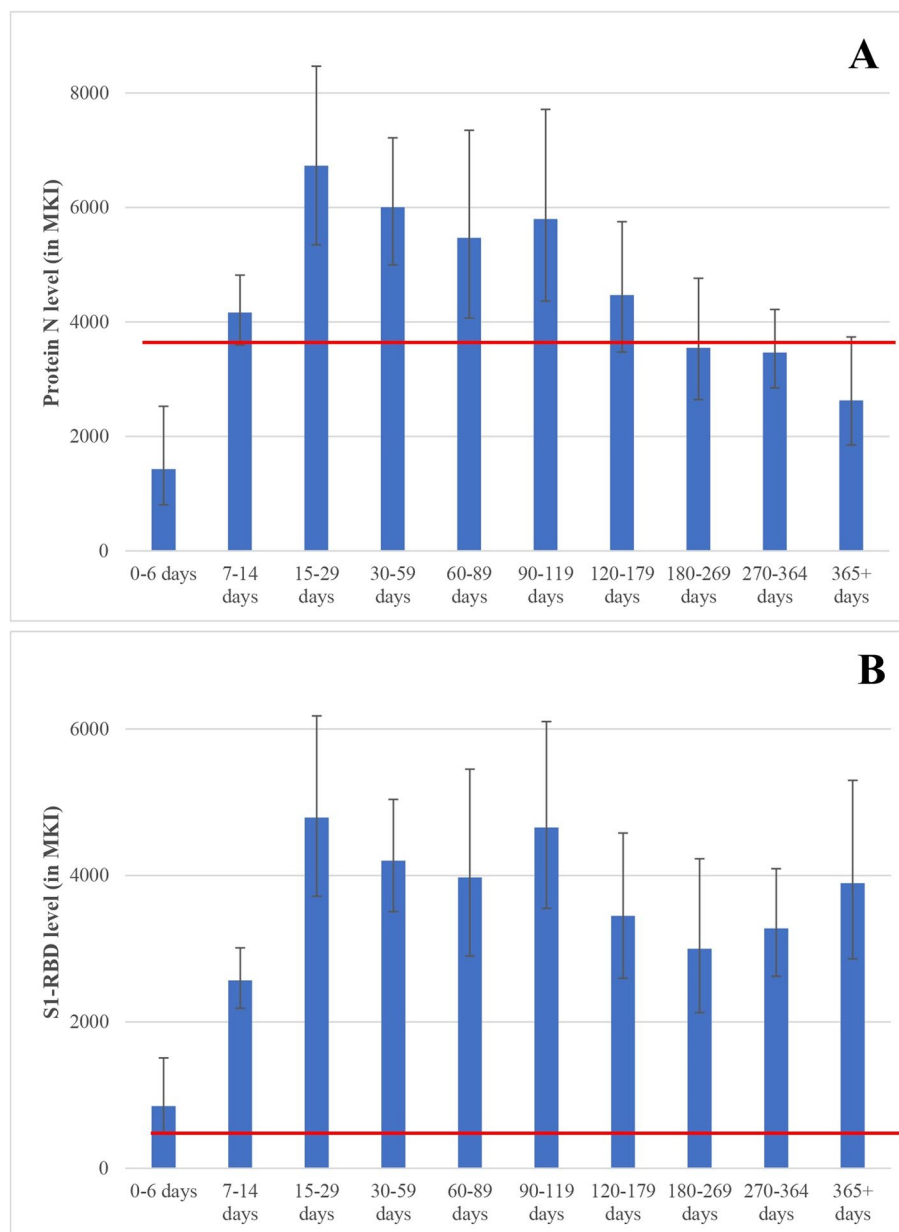 A
Protein N level (in MKI)
8000
6000
4000
2000
0
0-6 days
7-14
days
15-29
days
30-59
days
60-89
days
90-119
days
120-179
days
180-269
days
270-364
days
365+
days
B
S1-RBD level (in MKI)
6000
4000
2000
0
0-6 days
7-14
days
15-29
days
30-59
days
60-89
days
90-119
days
120-179
days
180-269
days
270-364
days
365+
days